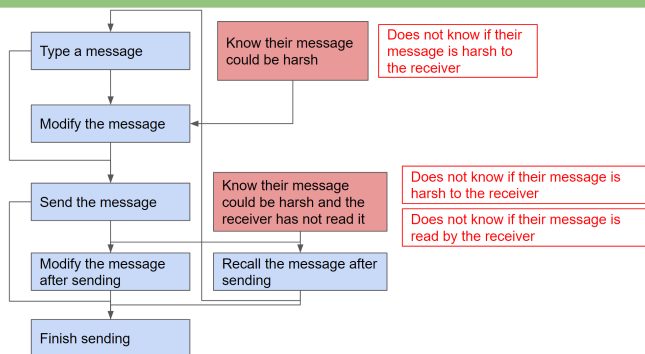 Type a message
Know their message
could be harsh
Does not know if their
message is harsh to
the receiver
Modify the message
Send the message
Know their message
could be harsh and the
receiver has not read it
Does not know if their message is
harsh to the receiver
Does not know if their message is
read by the receiver
Modify the message
after sending
Recall the message after
sending
Finish sending